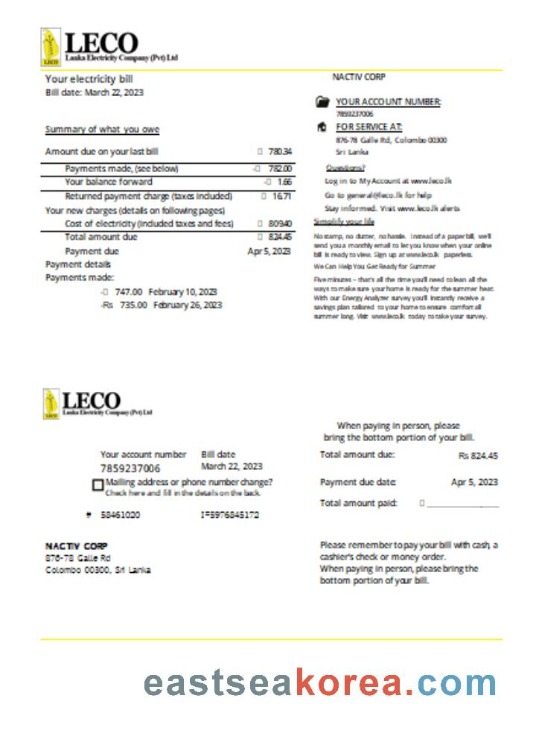 LECO
LECO
Lanka Electricity Company (Pvt) Ltd
Your electricity bill
Bill date: March 22, 2023
Summary of what you owe
Amount due on your last bill 780.34
Payments made, (see below) - 782.00
Your balance forward - 1.66
Returned payment charge (taxes included) 16.71
Your new charges (details on following pages)
Cost of electricity (included taxes and fees) 809.40
Total amount due 824.45
Payment due Apr 5, 2023
Payment details
Payments made:
- 747.00 February 10, 2023
-Rs 735.00 February 26, 2023
NACTIV CORP
YOUR ACCOUNT NUMBER:
7859237006
FOR SERVICE AT:
876-78 Galle Rd, Colombo 00300
Sri Lanka
Questions?
Log in to MyAccount at www.leco.lk
Go to general@leco.lk for help
Stay informed. Visit www.leco.lk alerts
Simplify your life
No stamp, no clutter, no hassle. Instead of a paper bill, we'll
send you a monthly email to let you know when your online
bill is ready to view. Sign up at www.leco.lk paperless.
We Can Help You Get Ready for Summer
Five minutes – that's all the time you'll need to lean all the
ways to make sure your home is ready for the summer heat.
With our Energy Analyzer survey you'll instantly receive a
savings plan tailored to your home to ensure comfort all
summer long. Visit www.leco.lk today to take your survey.
LECO
LECO
Lanka Electricity Company (Pvt) Ltd
Your account number Bill date
7859237006 March 22, 2023
Mailing address or phone number change?
Check here and fill in the details on the back.
# 58461020 I=5976845172
NACTIV CORP
876-78 Galle Rd
Colombo 00300, Sri Lanka
When paying in person, please
bring the bottom portion of your bill.
Total amount due: Rs 824.45
Payment due date: Apr 5, 2023
Total amount paid:
Please remember to pay your bill with cash, a
cashier's check or money order.
When paying in person, please bring the
bottom portion of your bill.
eastseakorea.com